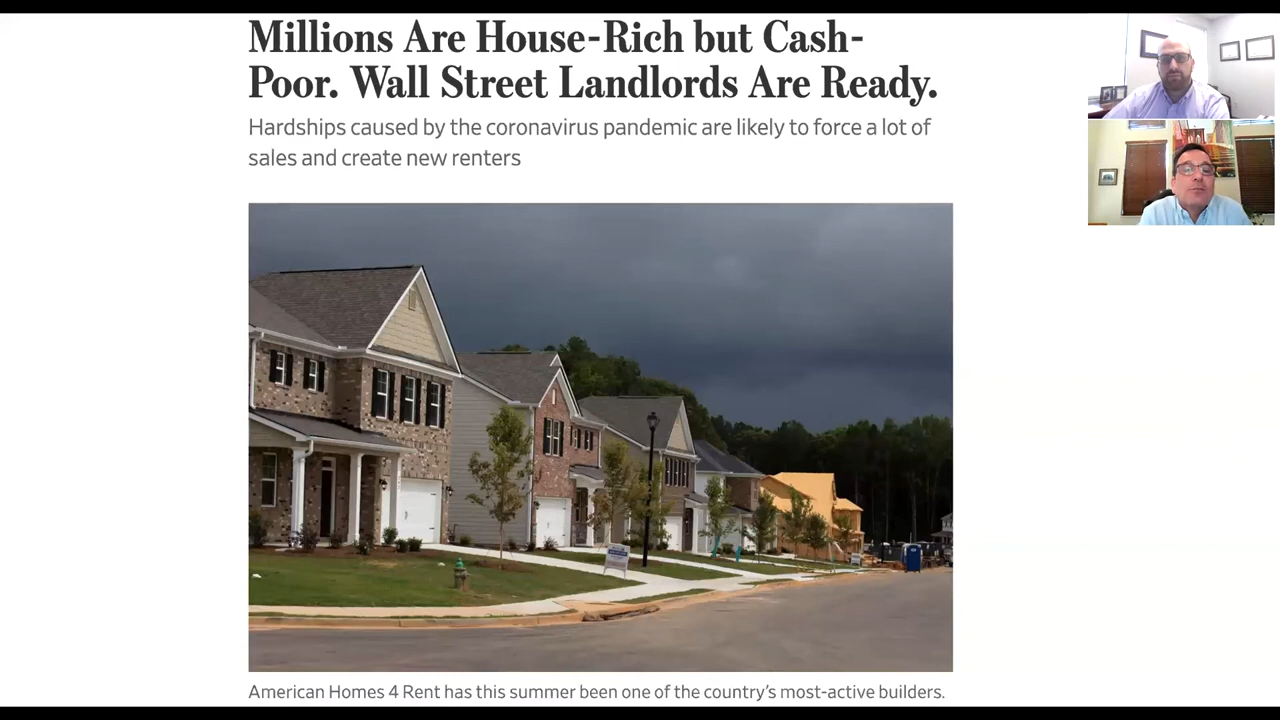 Millions Are House-Rich but Cash-
Poor. Wall Street Landlords Are Ready.
Hardships caused by the coronavirus pandemic are likely to force a lot of
sales and create new renters
American Homes 4 Rent has this summer been one of the country's most-active builders.